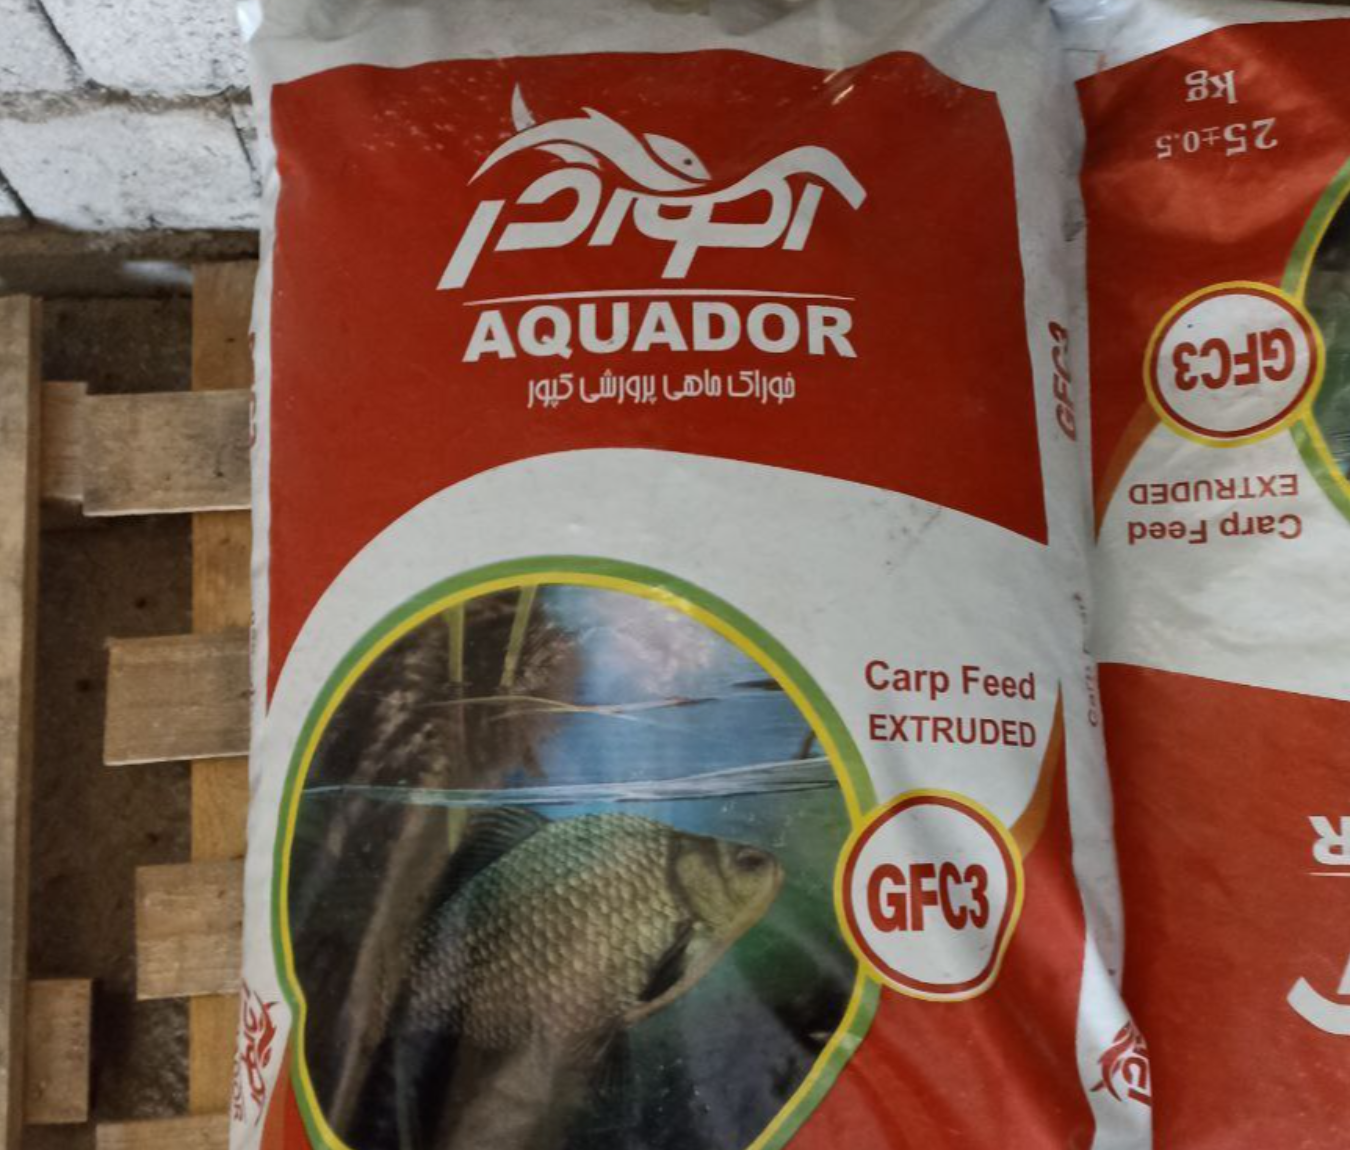 اکوادر
AQUADOR
خوراک ماهی پرورشی کپور
Carp Feed
EXTRUDED
GFC3
GFC3
25±0.5
kg
GFC3
Carp Feed
EXTRUDED
R